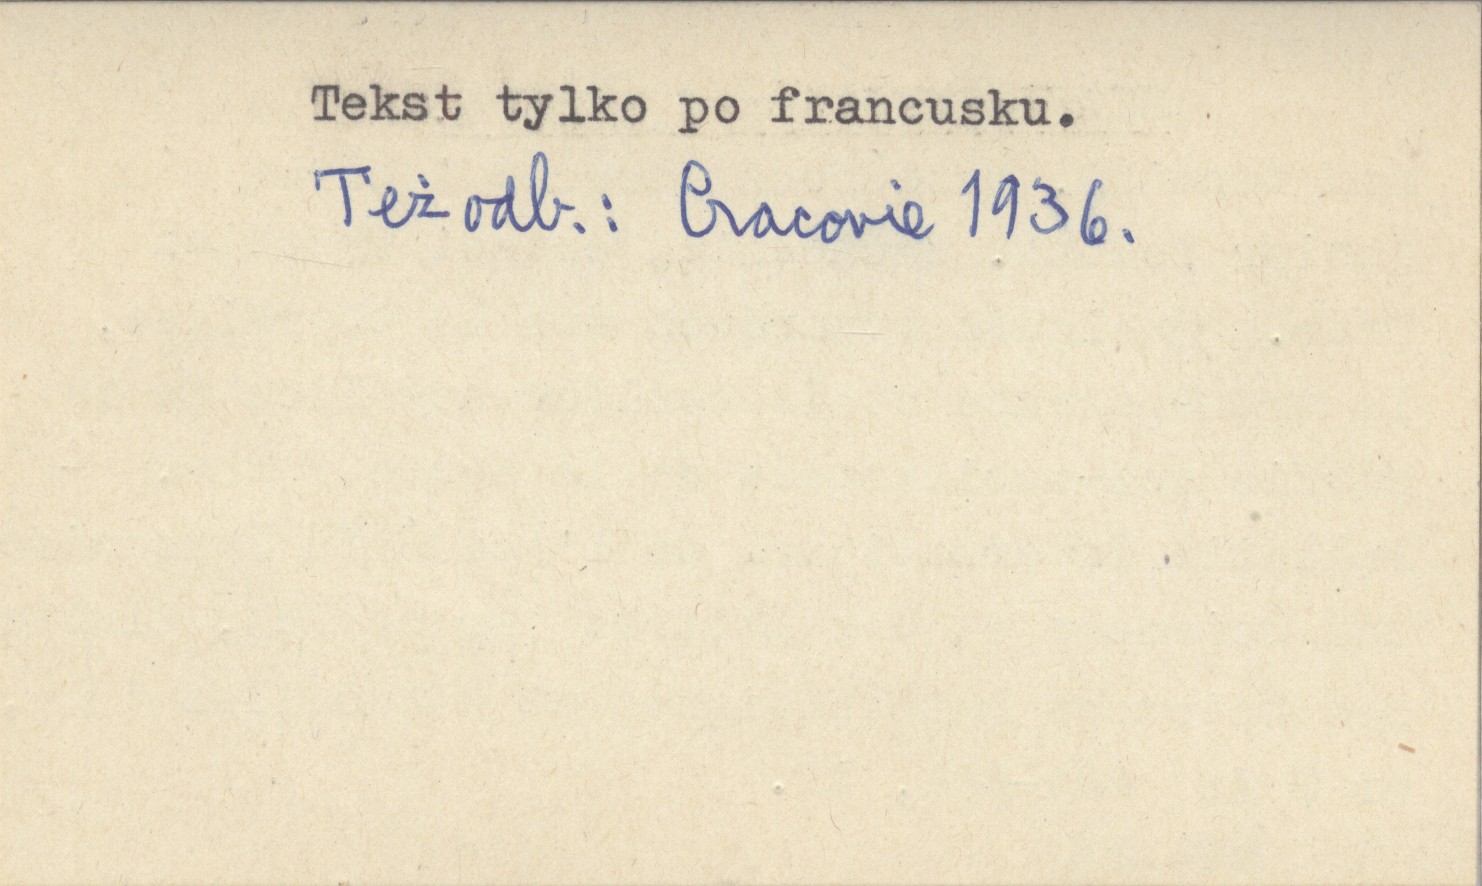 Tekst tylko po francusku.
Też odb.: Cracovie 1936.